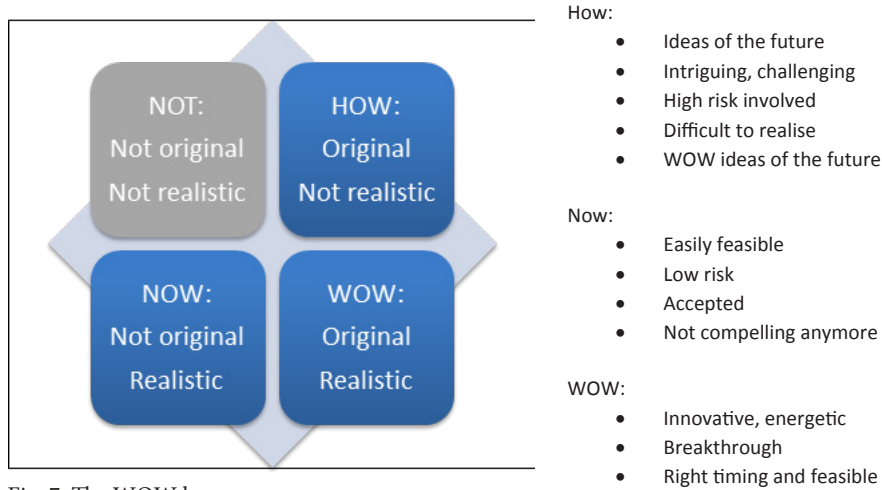 NOT:
Not original
Not realistic
HOW:
Original
Not realistic
NOW:
Not original
Realistic
WOW:
Original
Realistic
How:
• Ideas of the future
• Intriguing, challenging
• High risk involved
• Difficult to realise
• WOW ideas of the future
Now:
• Easily feasible
• Low risk
• Accepted
• Not compelling anymore
WOW:
• Innovative, energetic
• Breakthrough
• Right timing and feasible